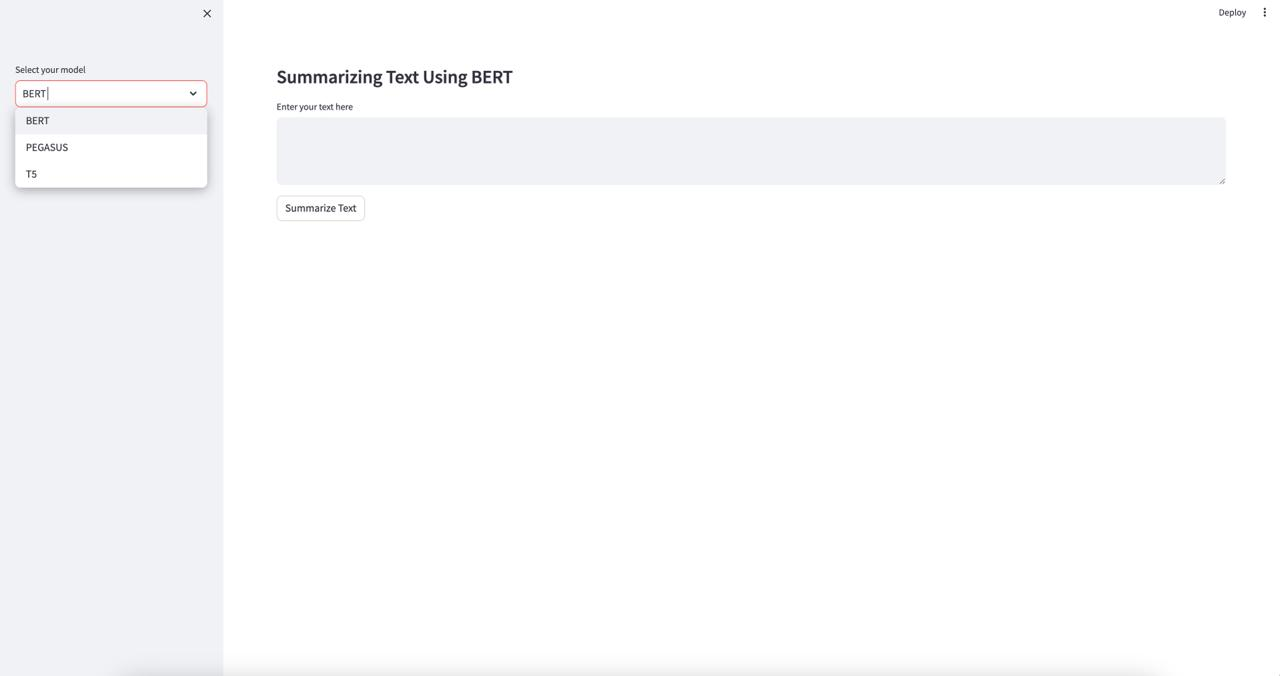 Deploy
Select your model
BERT
BERT
PEGASUS
T5
Summarizing Text Using BERT
Enter your text here
Summarize Text